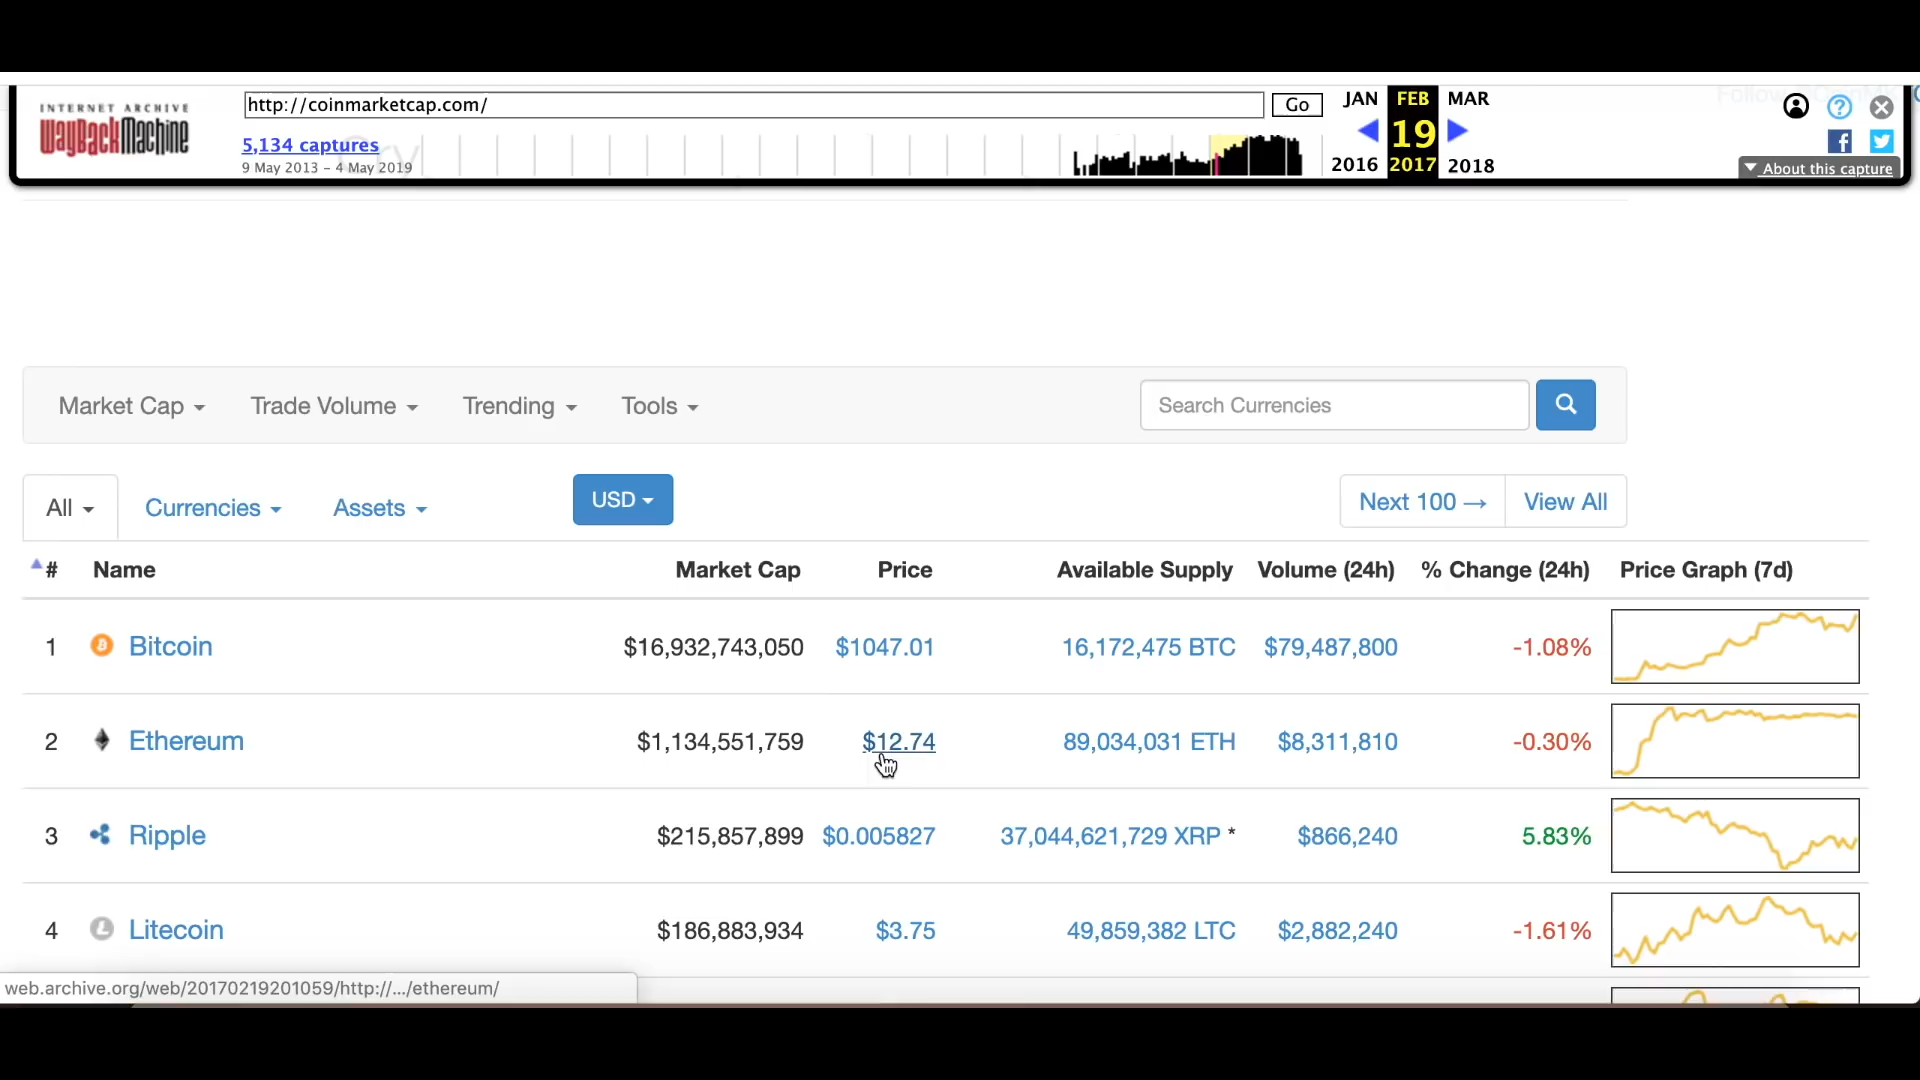 INTERNET ARCHIVE
WayBackMachine
http://coinmarketcap.com/
Go
JAN FEB MAR
19
2016 2017 2018
5,134 captures
9 May 2013 – 4 May 2019
About this capture
Market Cap Trade Volume Trending Tools
Search Currencies
All Currencies Assets USD Next 100 → View All
# Name Market Cap Price Available Supply Volume (24h) % Change (24h) Price Graph (7d)
1 Bitcoin $16,932,743,050 $1047.01 16,172,475 BTC $79,487,800 -1.08%
2 Ethereum $1,134,551,759 $12.74 89,034,031 ETH $8,311,810 -0.30%
3 Ripple $215,857,899 $0.005827 37,044,621,729 XRP * $866,240 5.83%
4 Litecoin $186,883,934 $3.75 49,859,382 LTC $2,882,240 -1.61%
web.archive.org/web/20170219201059/http://.../ethereum/